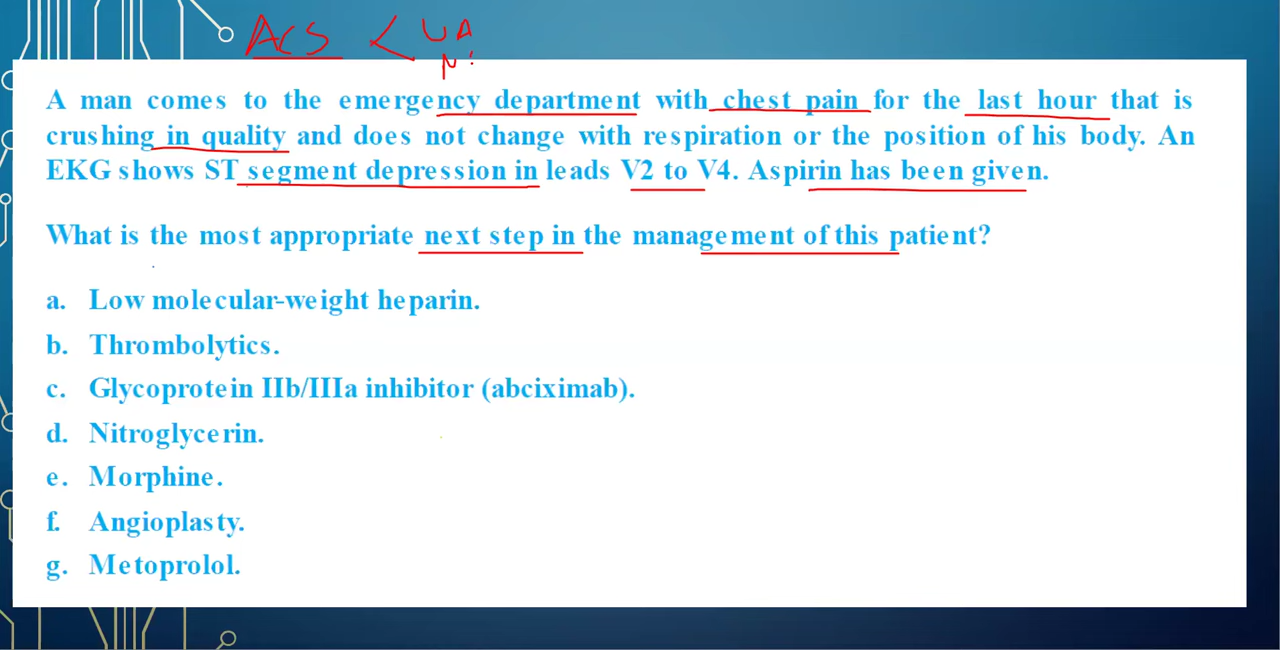 ACS < UA
N
A man comes to the emergency department with chest pain for the last hour that is
crushing in quality and does not change with respiration or the position of his body. An
EKG shows ST segment depression in leads V2 to V4. Aspirin has been given.
What is the most appropriate next step in the management of this patient?
a. Low molecular-weight heparin.
b. Thrombolytics.
c. Glycoprotein IIb/IIIa inhibitor (abciximab).
d. Nitroglycerin.
e. Morphine.
f. Angioplasty.
g. Metoprolol.